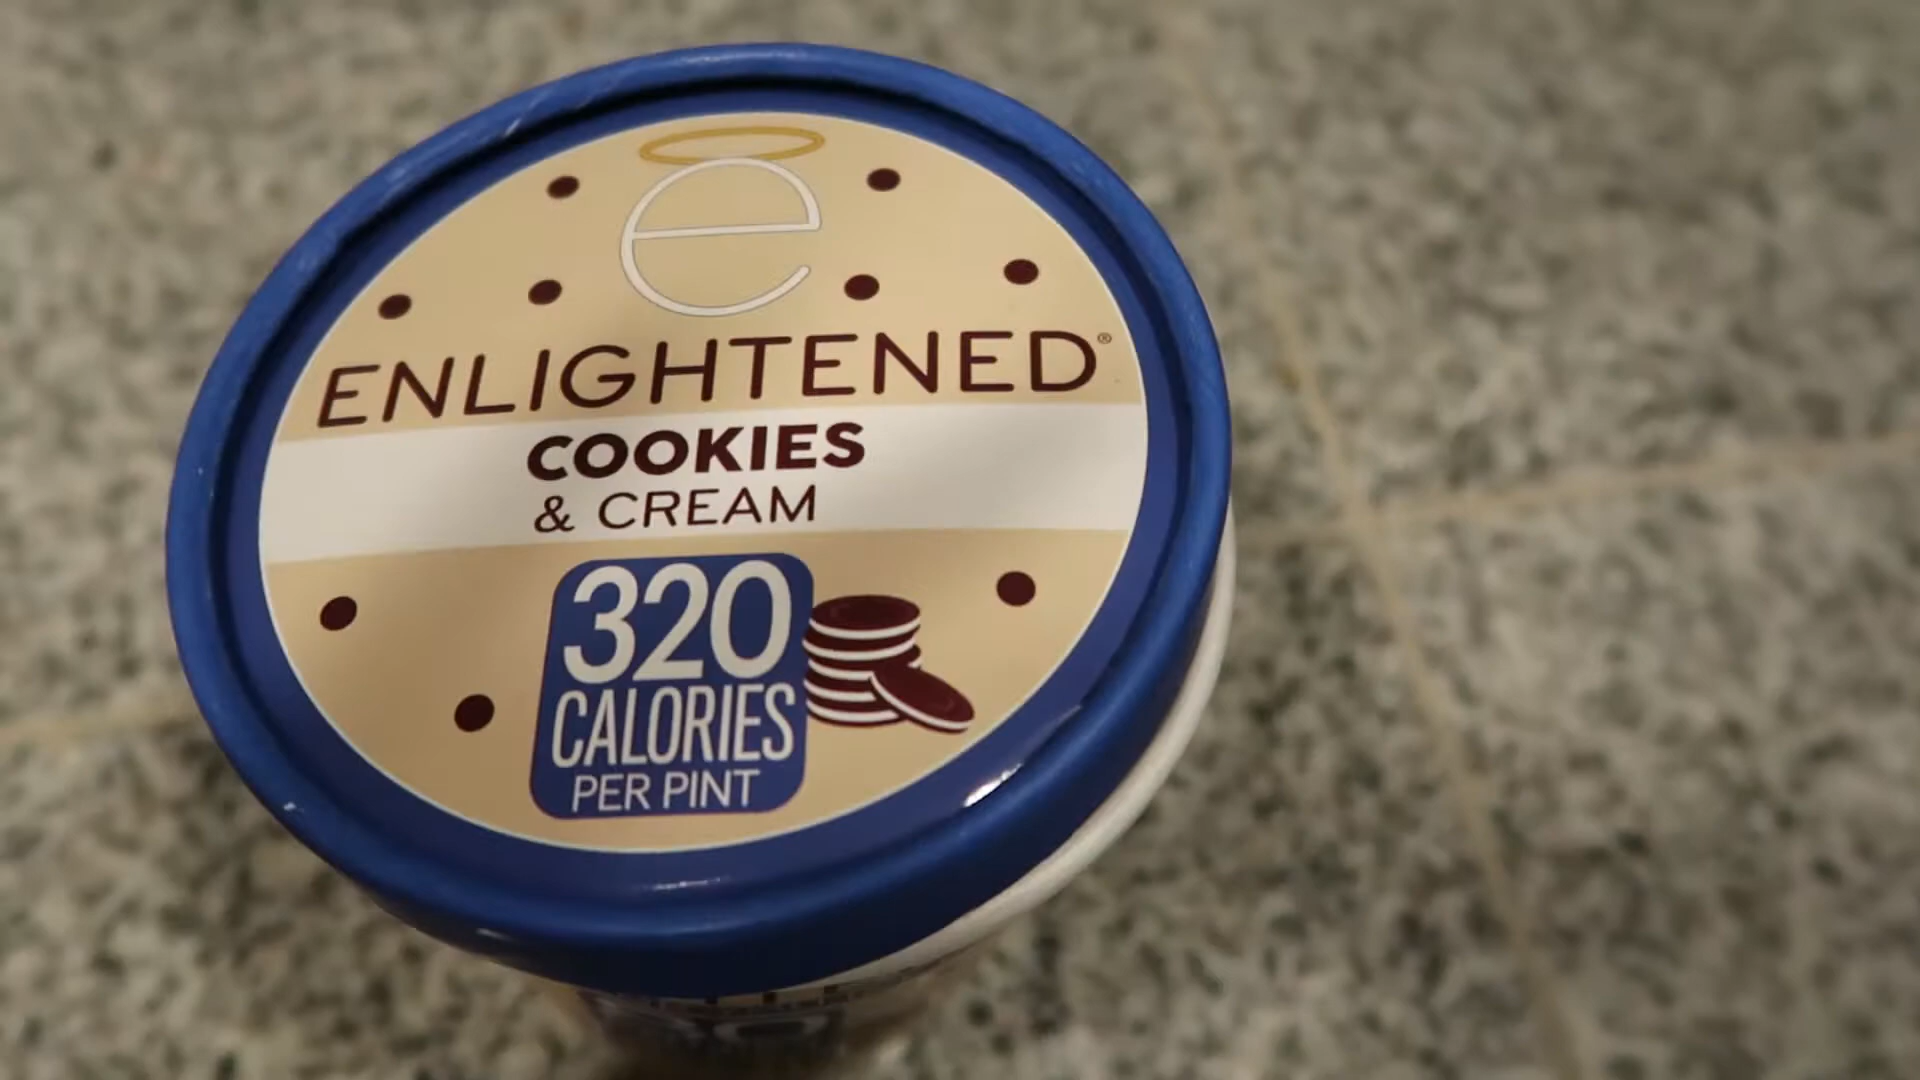 e
ENLIGHTENED®
COOKIES
& CREAM
320
CALORIES
PER PINT